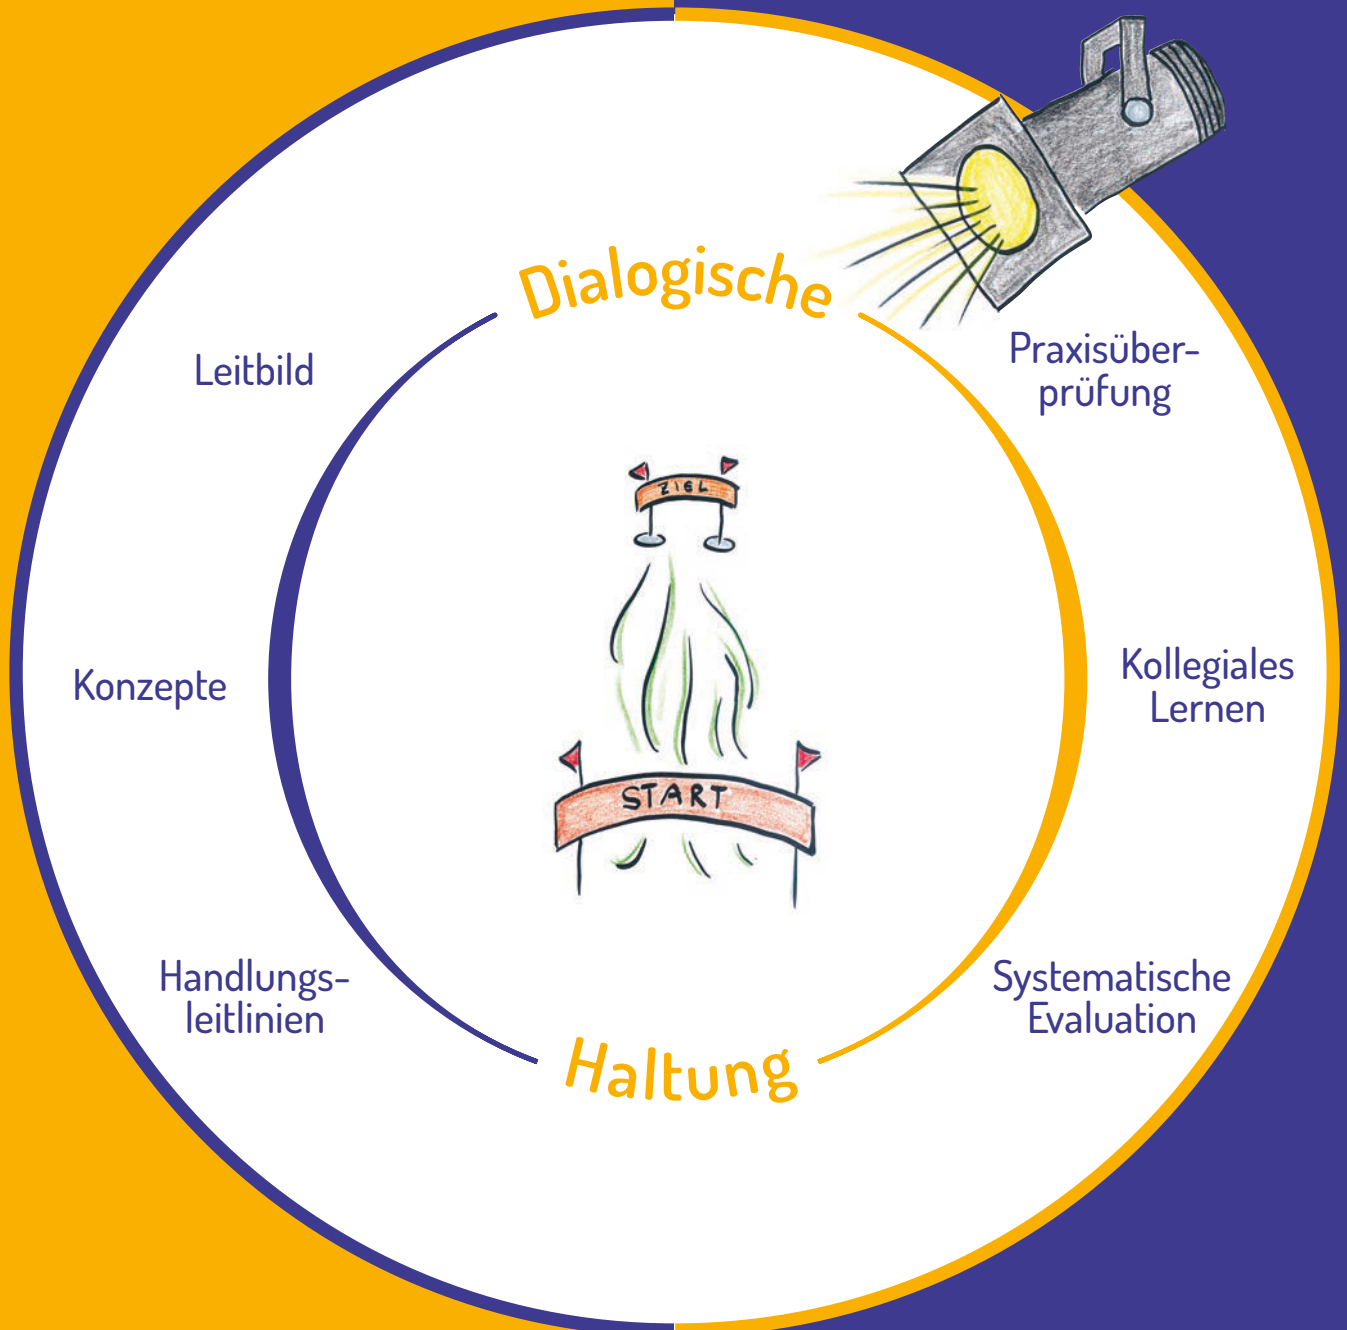 Dialogische
Leitbild
Praxisüber-
prüfung
ZIEL
Konzepte
Kollegiales
Lernen
START
Handlungs-
leitlinien
Systematische
Evaluation
Haltung